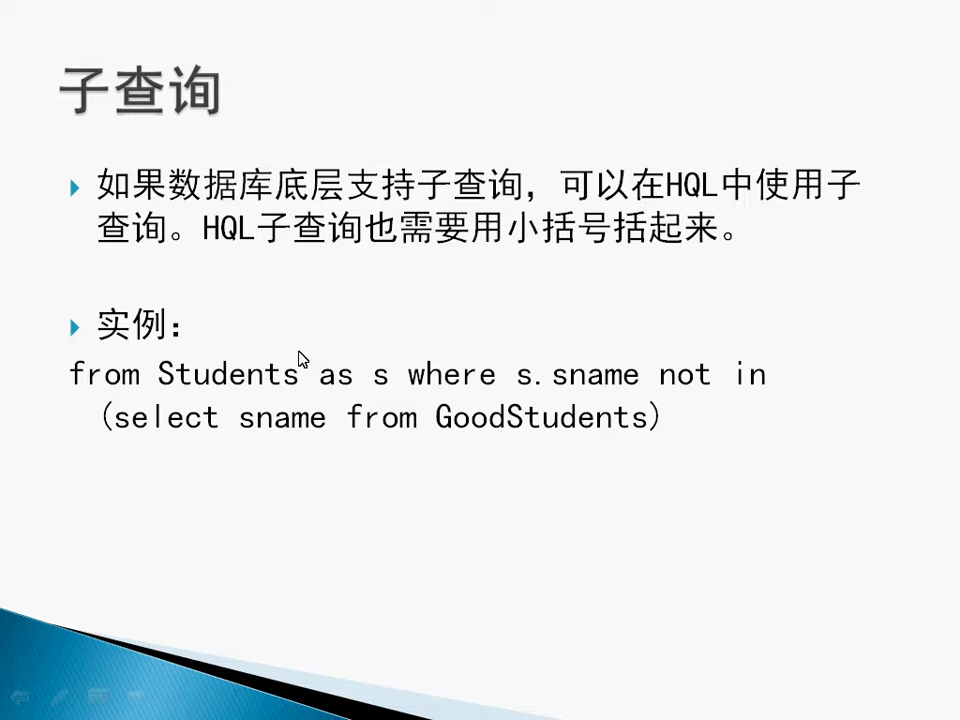 子查询
如果数据库底层支持子查询，可以在HQL中使用子
查询。HQL子查询也需要用小括号括起来。
实例：
from Students as s where s.sname not in
(select sname from GoodStudents)